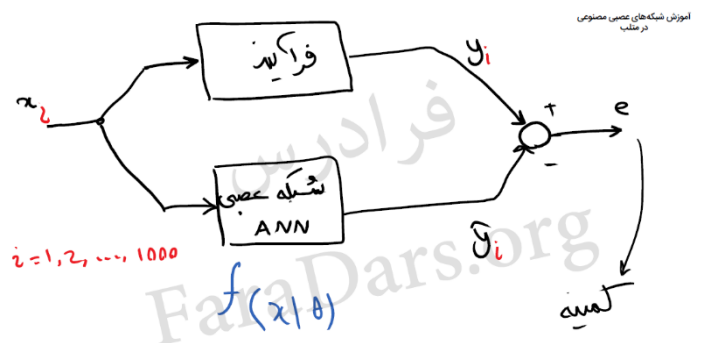 آموزش شبکه‌های عصبی مصنوعی
در متلب
فرآیند
yᵢ
xᵢ
+
e
فرادرس
-
شبکه عصبی
ANN
ŷᵢ
i=1, 2, ..., 1000
f(x|θ)
کمینه
FaraDars.org